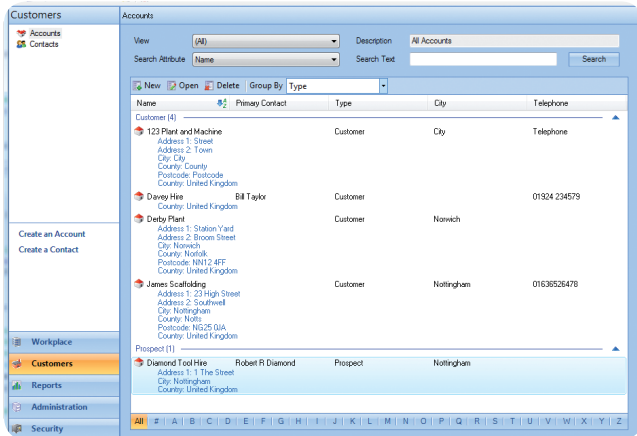 Customers
Accounts
Contacts
Create an Account
Create a Contact
Workplace
Customers
Reports
Administration
Security
Accounts
View (All) Description All Accounts
Search Attribute Name Search Text Search
New Open Delete Group By Type
Name Primary Contact Type City Telephone
Customer (4)
123 Plant and Machine Customer City Telephone
Address 1: Street
Address 2: Town
City: City
County: County
Postcode: Postcode
Country: United Kingdom
Davey Hire Bill Taylor Customer 01924 234579
Country: United Kingdom
Derby Plant Customer Norwich
Address 1: Station Yard
Address 2: Broom Street
City: Norwich
County: Norfolk
Postcode: NN12 4FF
Country: United Kingdom
James Scaffolding Customer Nottingham 01636526478
Address 1: 23 High Street
Address 2: Southwell
City: Nottingham
County: Notts
Postcode: NG25 0JA
Country: United Kingdom
Prospect (1)
Diamond Tool Hire Robert R Diamond Prospect Nottingham
Address 1: 1 The Street
City: Nottingham
Country: United Kingdom
All # A B C D E F G H I J K L M N O P Q R S T U V W X Y Z